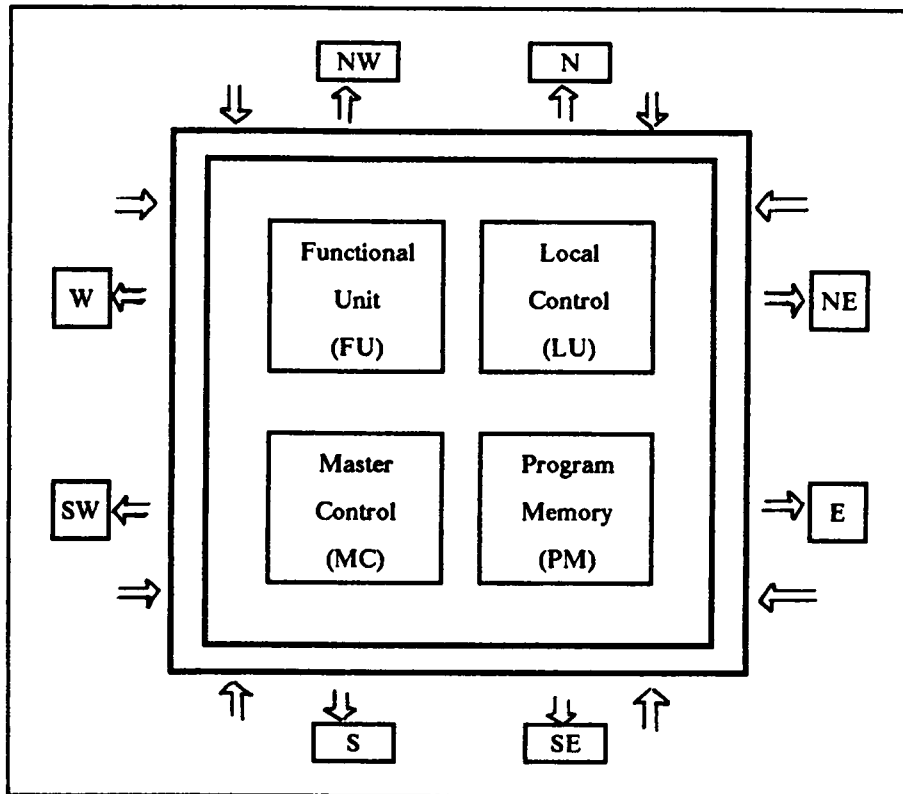 NW
N
Functional
Unit
(FU)
Local
Control
(LU)
W
NE
Master
Control
(MC)
Program
Memory
(PM)
SW
E
S
SE